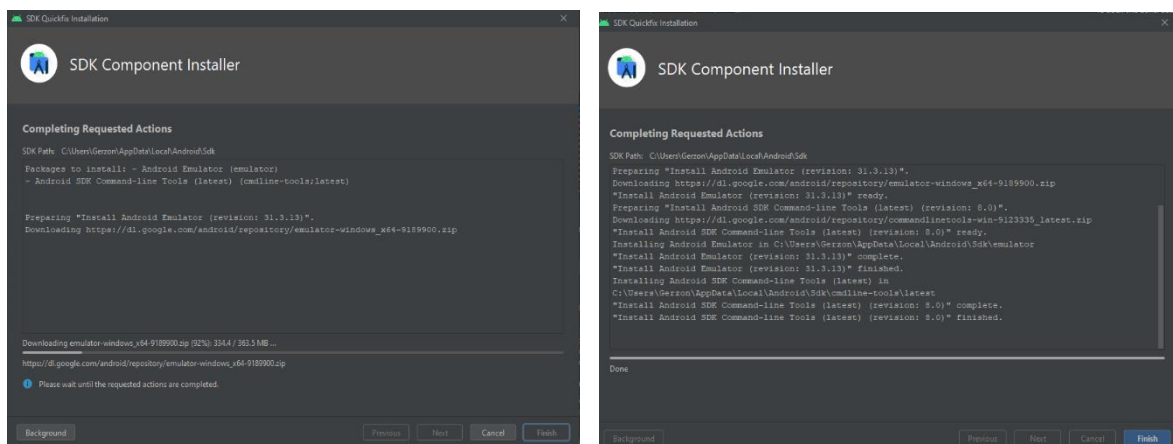 SDK Quickfix Installation
SDK Component Installer
Completing Requested Actions
SDK Path: C:\Users\Gerzon\AppData\Local\Android\Sdk
Packages to install: - Android Emulator (emulator)
- Android SDK Command-line Tools (latest) (cmdline-tools;latest)
Preparing "Install Android Emulator (revision: 31.3.13)".
Downloading https://dl.google.com/android/repository/emulator-windows_x64-9189900.zip
Downloading emulator-windows_x64-9189900.zip (92%): 334.4 / 363.5 MB ...
https://dl.google.com/android/repository/emulator-windows_x64-9189900.zip
Please wait until the requested actions are completed.
Background
Previous
Next
Cancel
Finish
SDK Quickfix Installation
SDK Component Installer
Completing Requested Actions
SDK Path: C:\Users\Gerzon\AppData\Local\Android\Sdk
Preparing "Install Android Emulator (revision: 31.3.13)".
Downloading https://dl.google.com/android/repository/emulator-windows_x64-9189900.zip
"Install Android Emulator (revision: 31.3.13)" ready.
Preparing "Install Android SDK Command-line Tools (latest) (revision: 8.0)".
Downloading https://dl.google.com/android/repository/commandlinetools-win-9123335_latest.zip
"Install Android SDK Command-line Tools (latest) (revision: 8.0)" ready.
Installing Android Emulator in C:\Users\Gerzon\AppData\Local\Android\Sdk\emulator
"Install Android Emulator (revision: 31.3.13)" complete.
"Install Android Emulator (revision: 31.3.13)" finished.
Installing Android SDK Command-line Tools (latest) in
C:\Users\Gerzon\AppData\Local\Android\Sdk\cmdline-tools\latest
"Install Android SDK Command-line Tools (latest) (revision: 8.0)" complete.
"Install Android SDK Command-line Tools (latest) (revision: 8.0)" finished.
Done
Background
Previous
Next
Cancel
Finish